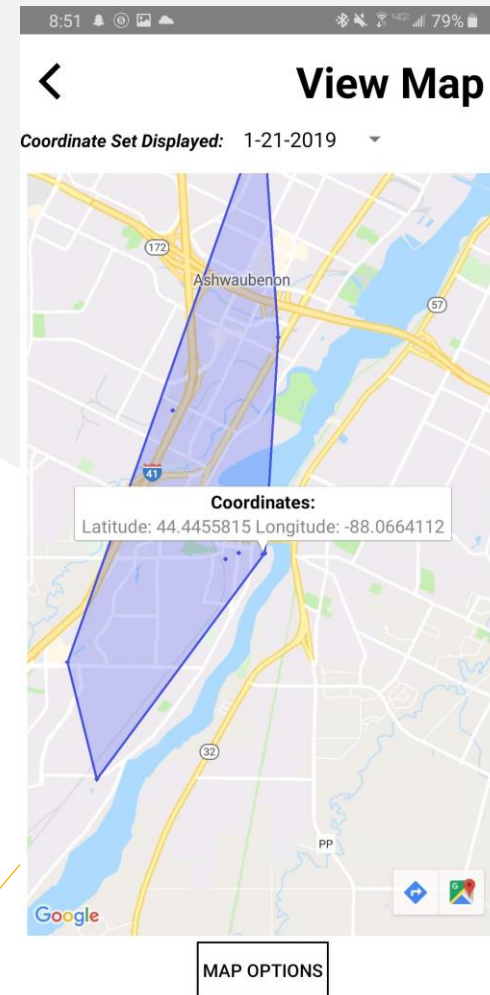 8:51
4G 79%
View Map
Coordinate Set Displayed: 1-21-2019
172
Ashwaubenon
57
41
Coordinates:
Latitude: 44.4455815 Longitude: -88.0664112
32
PP
G
Google
MAP OPTIONS